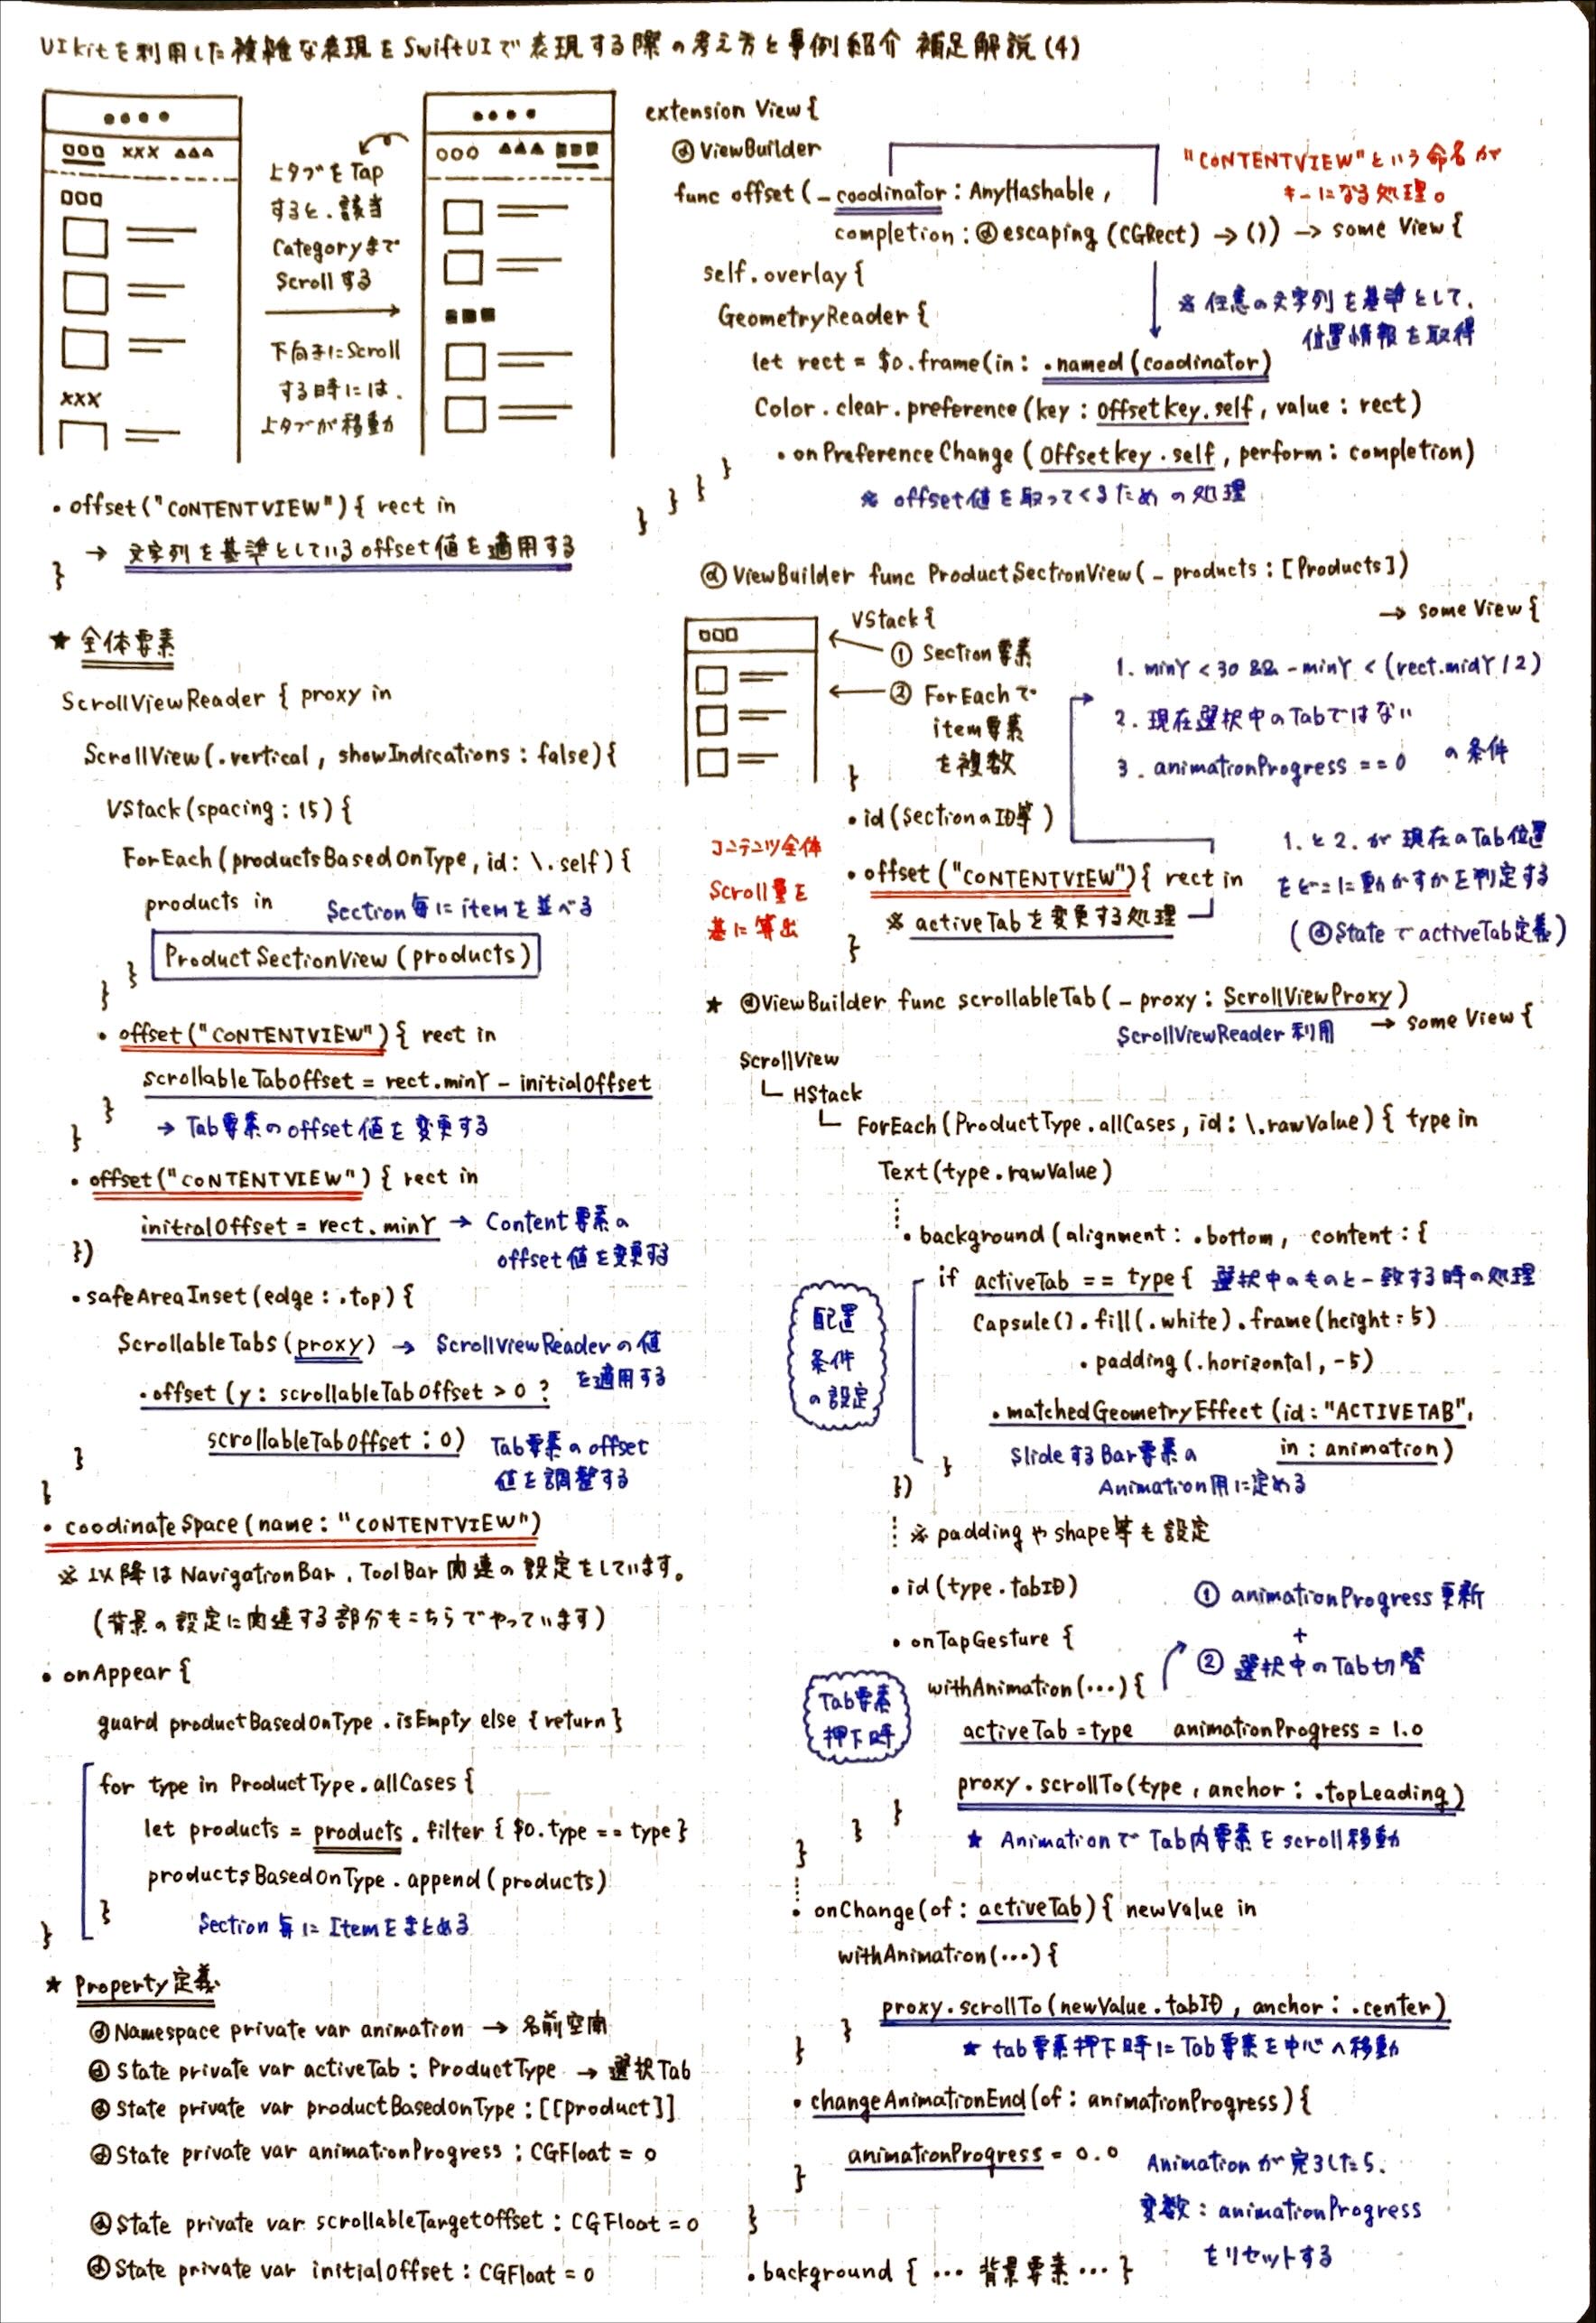 UIKitを利用した複雑な表現をSwiftUIで表現する際の考え方と事例紹介 補足解説(4)
○○○ ××× △△△
○○○
×××
上タブをTap
すると、該当
Categoryまで
Scrollする
下向きにScroll
する時には、
上タブが移動
○○○ ▲▲▲ ■■■
■■■
• offset("CONTENTVIEW"){ rect in
→ 文字列を基準としているoffset値を適用する
}
★ 全体要素
ScrollViewReader { proxy in
ScrollView(.vertical, showIndications: false){
VStack(spacing: 15) {
ForEach(productsBasedOnType, id: \.self) {
products in Section毎にitemを並べる
ProductSectionView(products)
}
}
• offset("CONTENTVIEW"){ rect in
scrollableTabOffset = rect.minY - initialOffset
}
→ Tab要素のoffset値を変更する
}
• offset("CONTENTVIEW") { rect in
initialOffset = rect.minY → Content要素の
offset値を変更する
})
• safeAreaInset(edge: .top) {
ScrollableTabs(proxy) → ScrollViewReaderの値
を適用する
• offset(y: scrollableTabOffset > 0 ?
scrollableTabOffset : 0)
Tab要素のoffset
値を調整する
}
}
• coodinateSpace(name: "CONTENTVIEW")
※ 以降はNavigationBar、ToolBar関連の設定をしています。
(背景の設定に関連する部分もこちらでやっています)
• onAppear {
guard productBasedOnType.isEmpty else {return}
for type in ProductType.allCases {
let products = products.filter { $0.type == type }
productsBasedOnType.append(products)
}
Section毎にItemをまとめる
}
★ Property定義
@Namespace private var animation → 名前空間
@State private var activeTab: ProductType → 選択Tab
@State private var productBasedonType: [[Product]]
@State private var animationProgress: CGFloat = 0
@State private var scrollableTargetOffset: CGFloat = 0
@State private var initialOffset: CGFloat = 0
extension View {
@ViewBuilder
func offset(_ coodinator: AnyHashable,
completion: @escaping (CGRect) → ()) → some View {
"CONTENTVIEW"という命名が
キーになる処理。
self.overlay {
GeometryReader {
※ 任意の文字列を基準として、
位置情報を取得
let rect = $0.frame(in: .named(coodinator)
Color.clear.preference(key: Offsetkey.self, value: rect)
• onPreferenceChange(Offsetkey.self, perform: completion)
} } } }
※ offset値を取ってくるための処理
@ViewBuilder func ProductSectionView(_ products: [Products])
→ some View {
○○○
VStack {
① Section要素
② ForEachで
item要素
を複数
}
1. minY < 30 && -minY < (rect.midY / 2)
2. 現在選択中のTabではない
3. animationProgress == 0 の条件
• id(SectionのID等)
コンテンツ全体
Scroll量を
基に算出
• offset("CONTENTVIEW"){ rect in
※ activeTabを変更する処理
}
1. と 2. が 現在のTab位置
をどこに動かすかを判定する
(@StateでactiveTab定義)
★ @ViewBuilder func scrollableTab(_ proxy: ScrollViewProxy)
ScrollViewReader利用 → some View {
ScrollView
HStack
ForEach(ProductType.allCases, id: \.rawValue) { type in
Text(type.rawValue)
• background(alignment: .bottom, content: {
配置
条件
の設定
if activeTab == type { 選択中のものと一致する時の処理
Capsule().fill(.white).frame(height: 5)
• padding(.horizontal, -5)
• matchedGeometryEffect(id: "ACTIVETAB",
in: animation)
SlideするBar要素の
Animation用に定める
}
})
※ paddingやshape等も設定
• id(type.tabID)
• onTapGesture {
① animationProgress更新
+
② 選択中のTab切替
Tab要素
押下時
withAnimation(…) {
activeTab = type animationProgress = 1.0
proxy.scrollTo(type, anchor: .topLeading)
}
}
★ AnimationでTab内要素をscroll移動
}
• onChange(of: activeTab) { newValue in
withAnimation(…) {
proxy.scrollTo(newValue.tabID, anchor: .center)
}
★ tab要素押下時にTab要素を中心へ移動
}
• changeAnimationEnd(of: animationProgress) {
animationProgress = 0.0
}
Animationが完了したら、
変数: animationProgress
をリセットする
}
• background { … 背景要素 … }